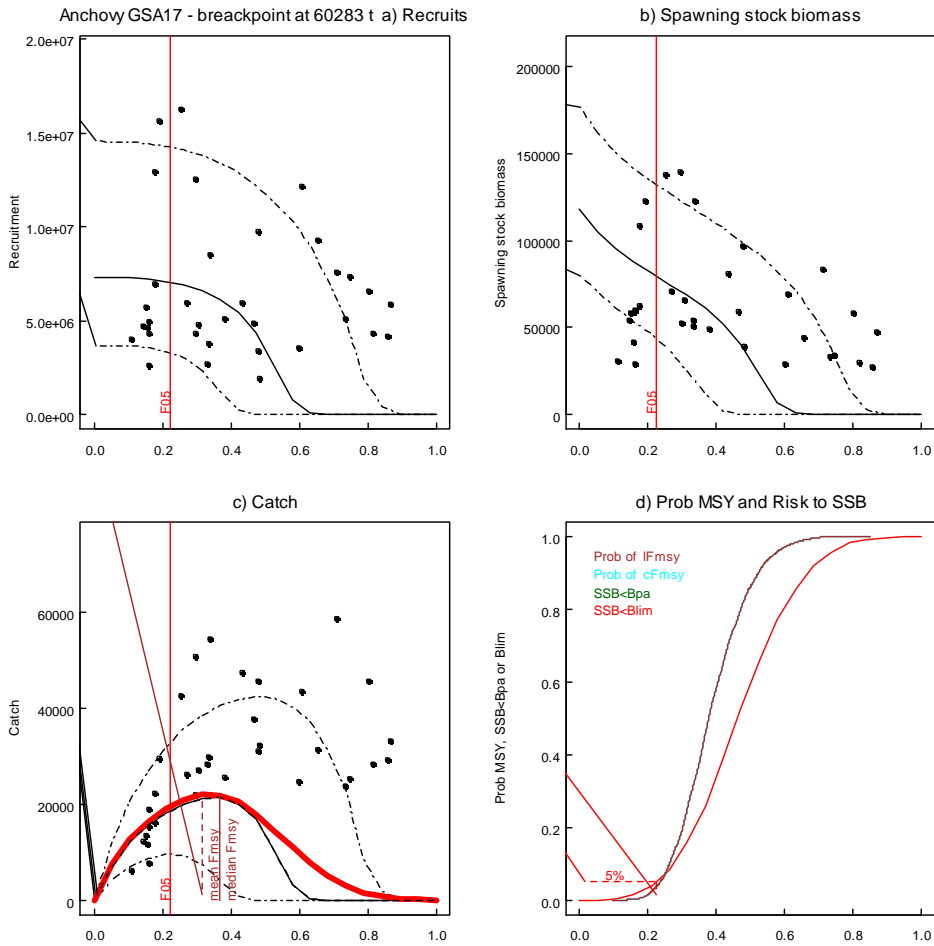 Anchovy GSA17 - breackpoint at 60283 t a) Recruits
2.0e+07
1.5e+07
1.0e+07
5.0e+06
0.0e+00
Recruitment
F05
0.0 0.2 0.4 0.6 0.8 1.0
b) Spawning stock biomass
200000
150000
100000
50000
0
Spawning stock biomass
F05
0.0 0.2 0.4 0.6 0.8 1.0
c) Catch
60000
40000
20000
0
Catch
F05
mean Fmsy
median Fmsy
0.0 0.2 0.4 0.6 0.8 1.0
d) Prob MSY and Risk to SSB
1.0
0.8
0.6
0.4
0.2
0.0
Prob MSY, SSB<Bpa or Blim
Prob of lFmsy
Prob of cFmsy
SSB<Bpa
SSB<Blim
5%
0.0 0.2 0.4 0.6 0.8 1.0